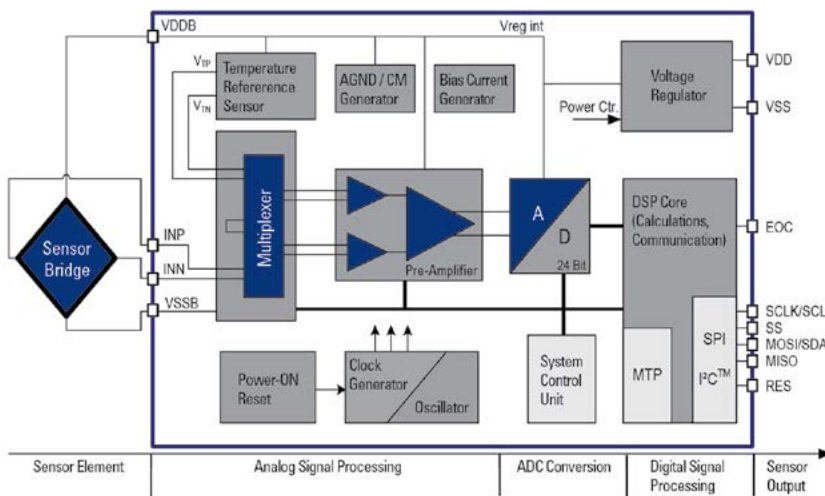 VDDB
Vreg int
VTP
VTN
Temperature
Refererence
Sensor
AGND / CM
Generator
Bias Current
Generator
Voltage
Regulator
Power Ctr.
VDD
VSS
Sensor
Bridge
INP
INN
VSSB
Multiplexer
Pre-Amplifier
A
D
24 Bit
DSP Core
(Calculations,
Communication)
EOC
MTP
SPI
I²C™
SCLK/SCL
SS
MOSI/SDA
MISO
RES
Power-ON
Reset
Clock
Generator
Oscillator
System
Control
Unit
Sensor Element
Analog Signal Processing
ADC Conversion
Digital Signal
Processing
Sensor
Output